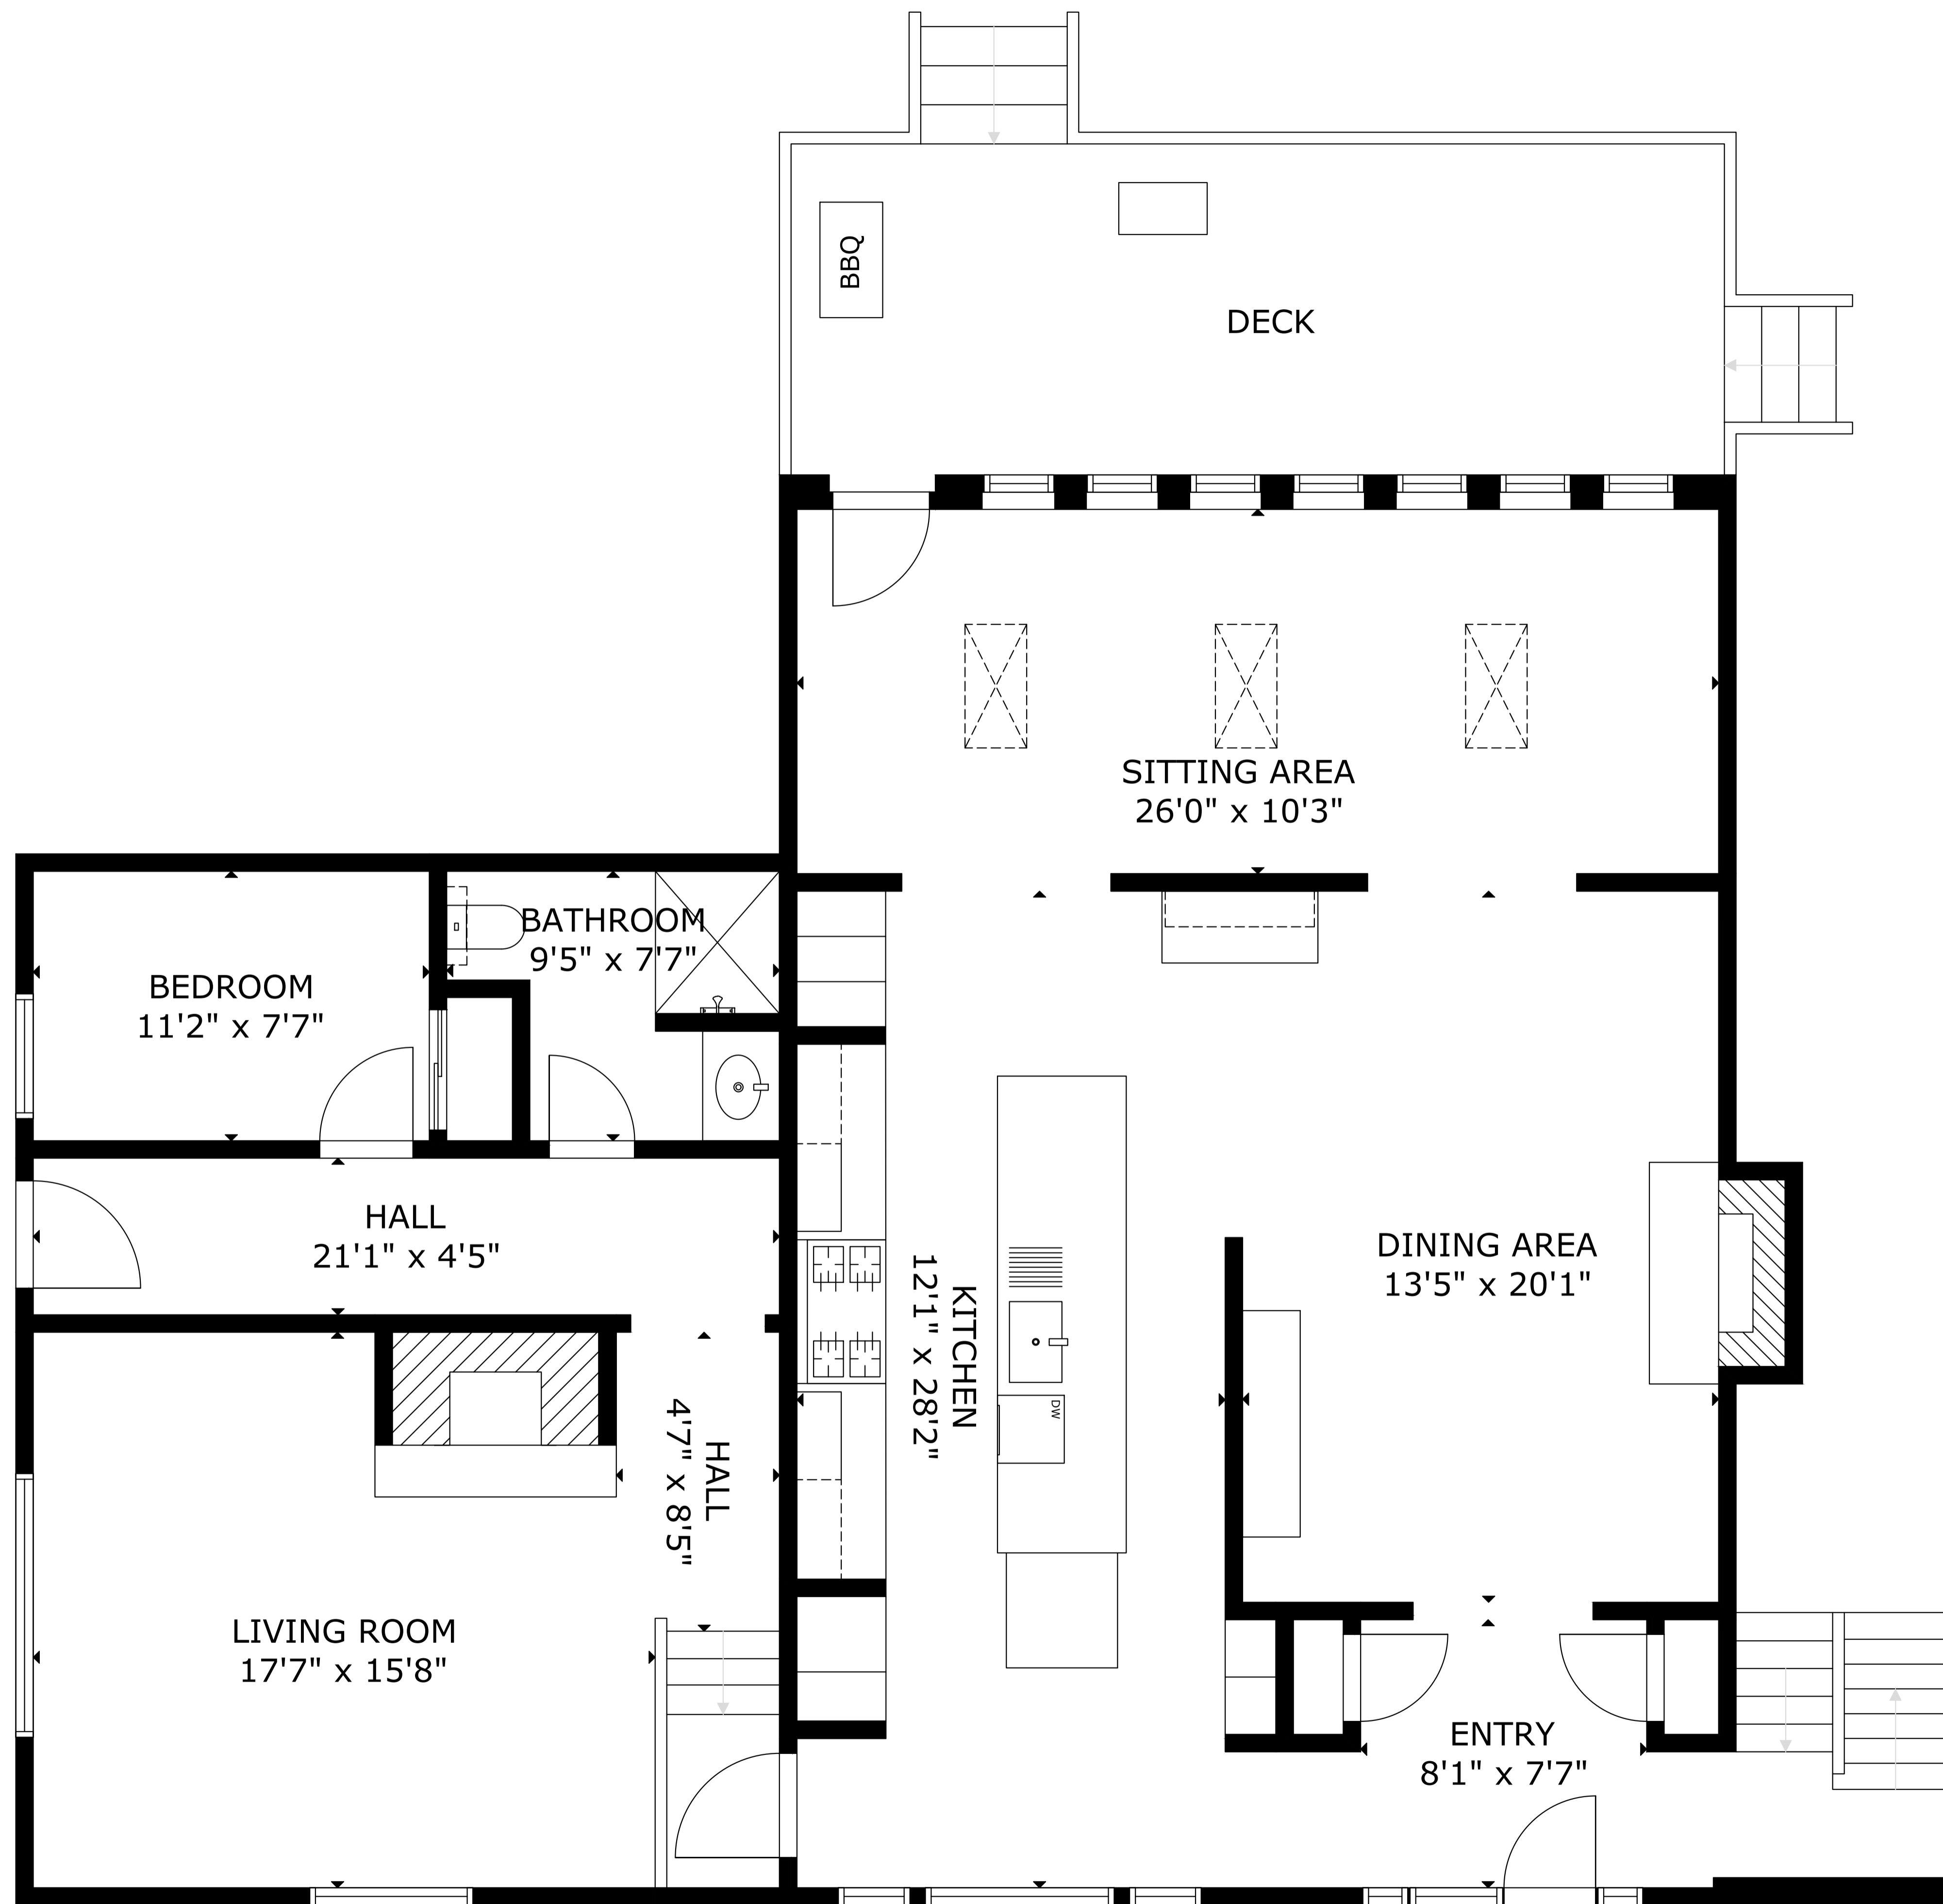 BBQ
DECK
SITTING AREA
26'0" x 10'3"
BATHROOM
9'5" x 7'7"
BEDROOM
11'2" x 7'7"
HALL
21'1" x 4'5"
KITCHEN
12'1" x 28'2"
DINING AREA
13'5" x 20'1"
DW
HALL
4'7" x 8'5"
LIVING ROOM
17'7" x 15'8"
ENTRY
8'1" x 7'7"